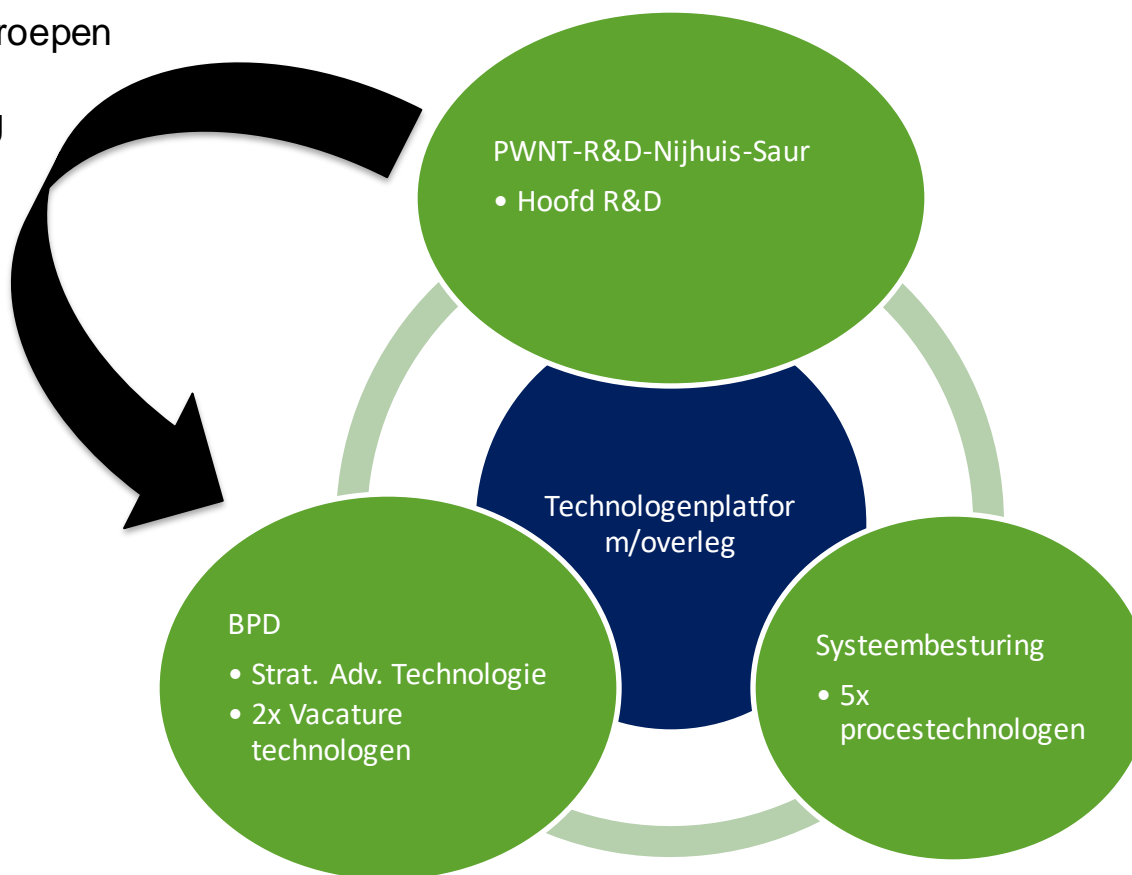 roepen
g
PWNT-R&D-Nijhuis-Saur
• Hoofd R&D
Technologenplatfor
m/overleg
BPD
• Strat. Adv. Technologie
• 2x Vacature
technologen
Systeembesturing
• 5x
procestechnologen